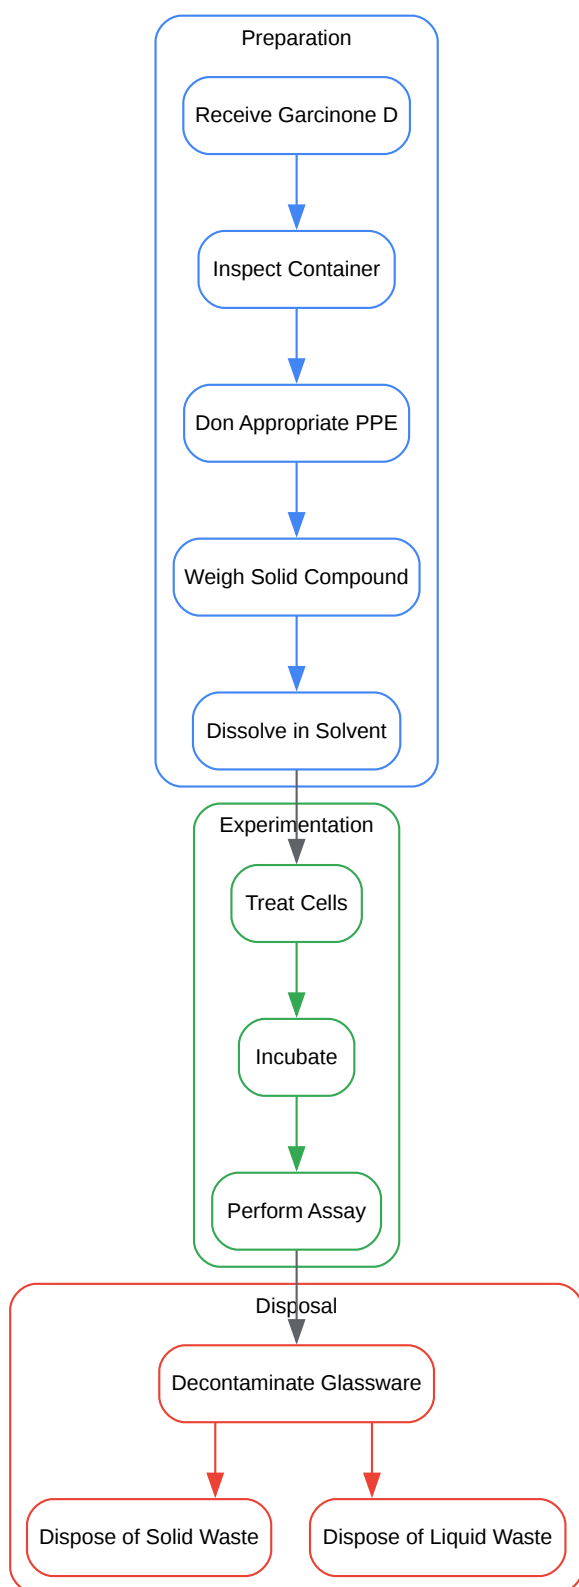 Preparation
Receive Garcinone D
Inspect Container
Don Appropriate PPE
Weigh Solid Compound
Dissolve in Solvent
Experimentation
Treat Cells
Incubate
Perform Assay
Disposal
Decontaminate Glassware
Dispose of Solid Waste
Dispose of Liquid Waste